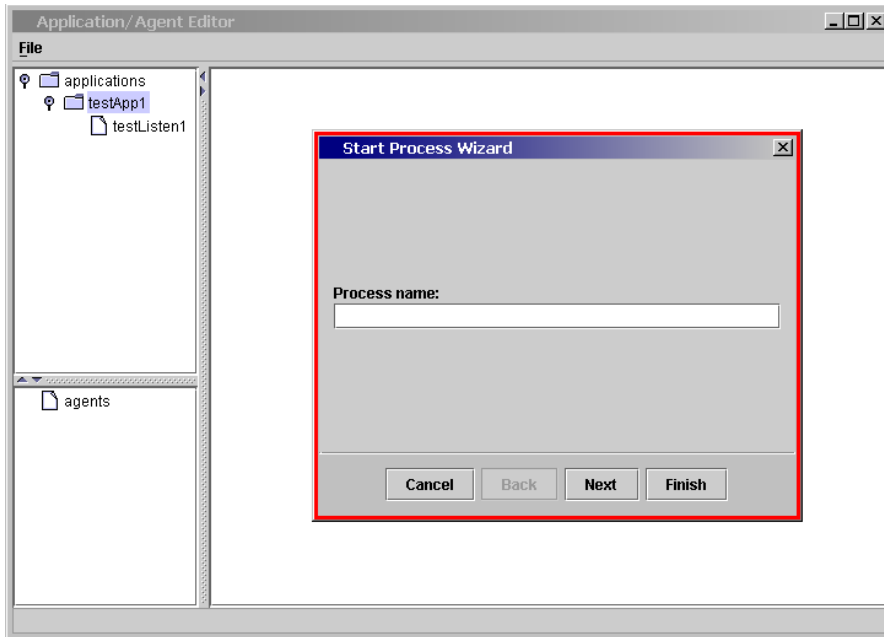 Application/Agent Editor
File
applications
testApp1
testListen1
Start Process Wizard
Process name:
Cancel Back Next Finish
agents